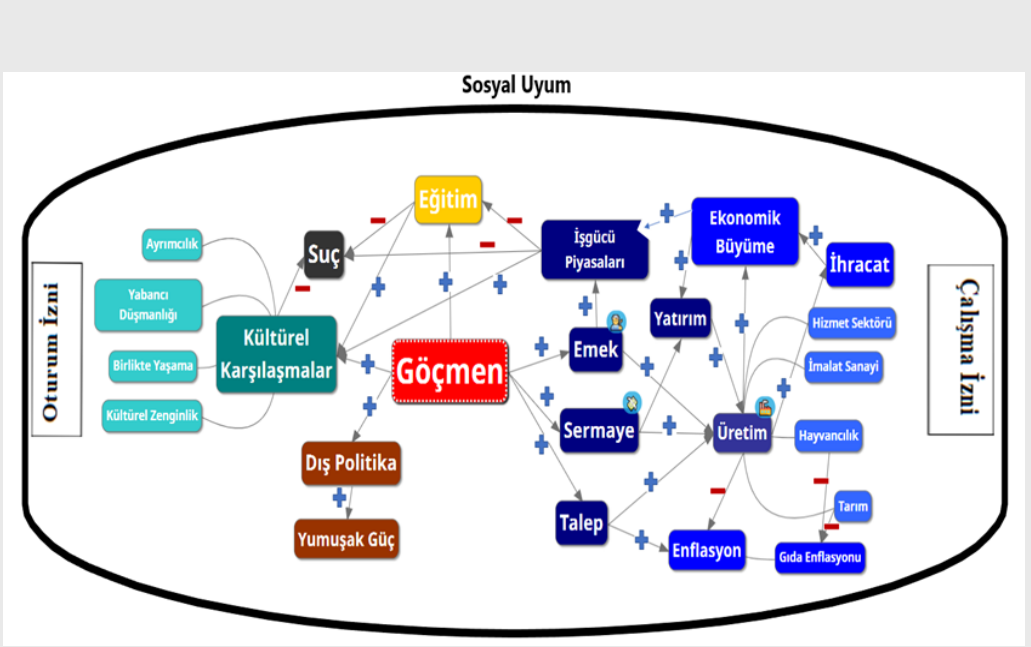 Sosyal Uyum
Oturum İzni
Çalışma İzni
Eğitim
Suç
Ayrımcılık
Yabancı
Düşmanlığı
Birlikte Yaşama
Kültürel Zenginlik
Kültürel
Karşılaşmalar
Göçmen
Dış Politika
Yumuşak Güç
İşgücü
Piyasaları
Emek
Sermaye
Talep
Yatırım
Ekonomik
Büyüme
İhracat
Hizmet Sektörü
İmalat Sanayi
Üretim
Hayvancılık
Tarım
Enflasyon
Gıda Enflasyonu